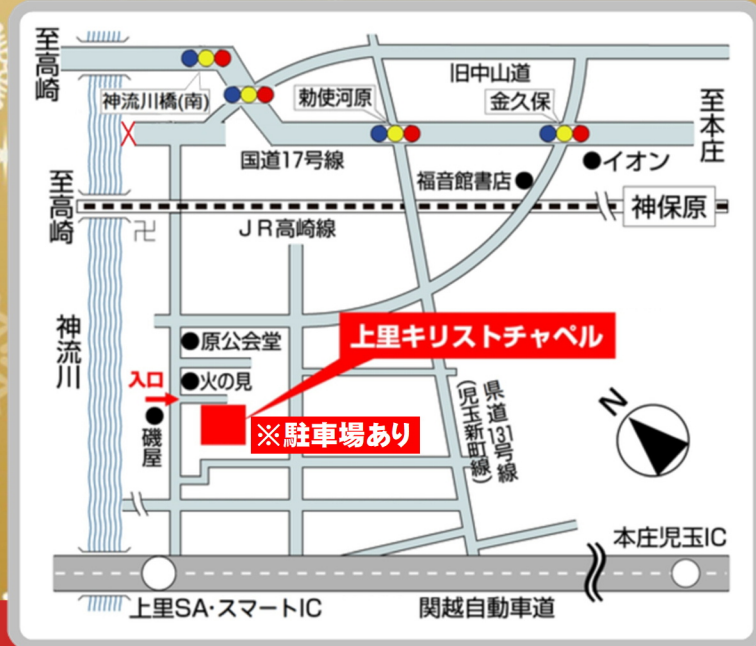 至高崎
神流川橋(南)
勅使河原
旧中山道
金久保
至本庄
国道17号線
イオン
福音館書店
至高崎
卍
JR高崎線
神保原
神流川
原公会堂
上里キリストチャペル
入口
火の見
※駐車場あり
磯屋
県道131号線
(児玉新町線)
N
本庄児玉IC
上里SA・スマートIC
関越自動車道